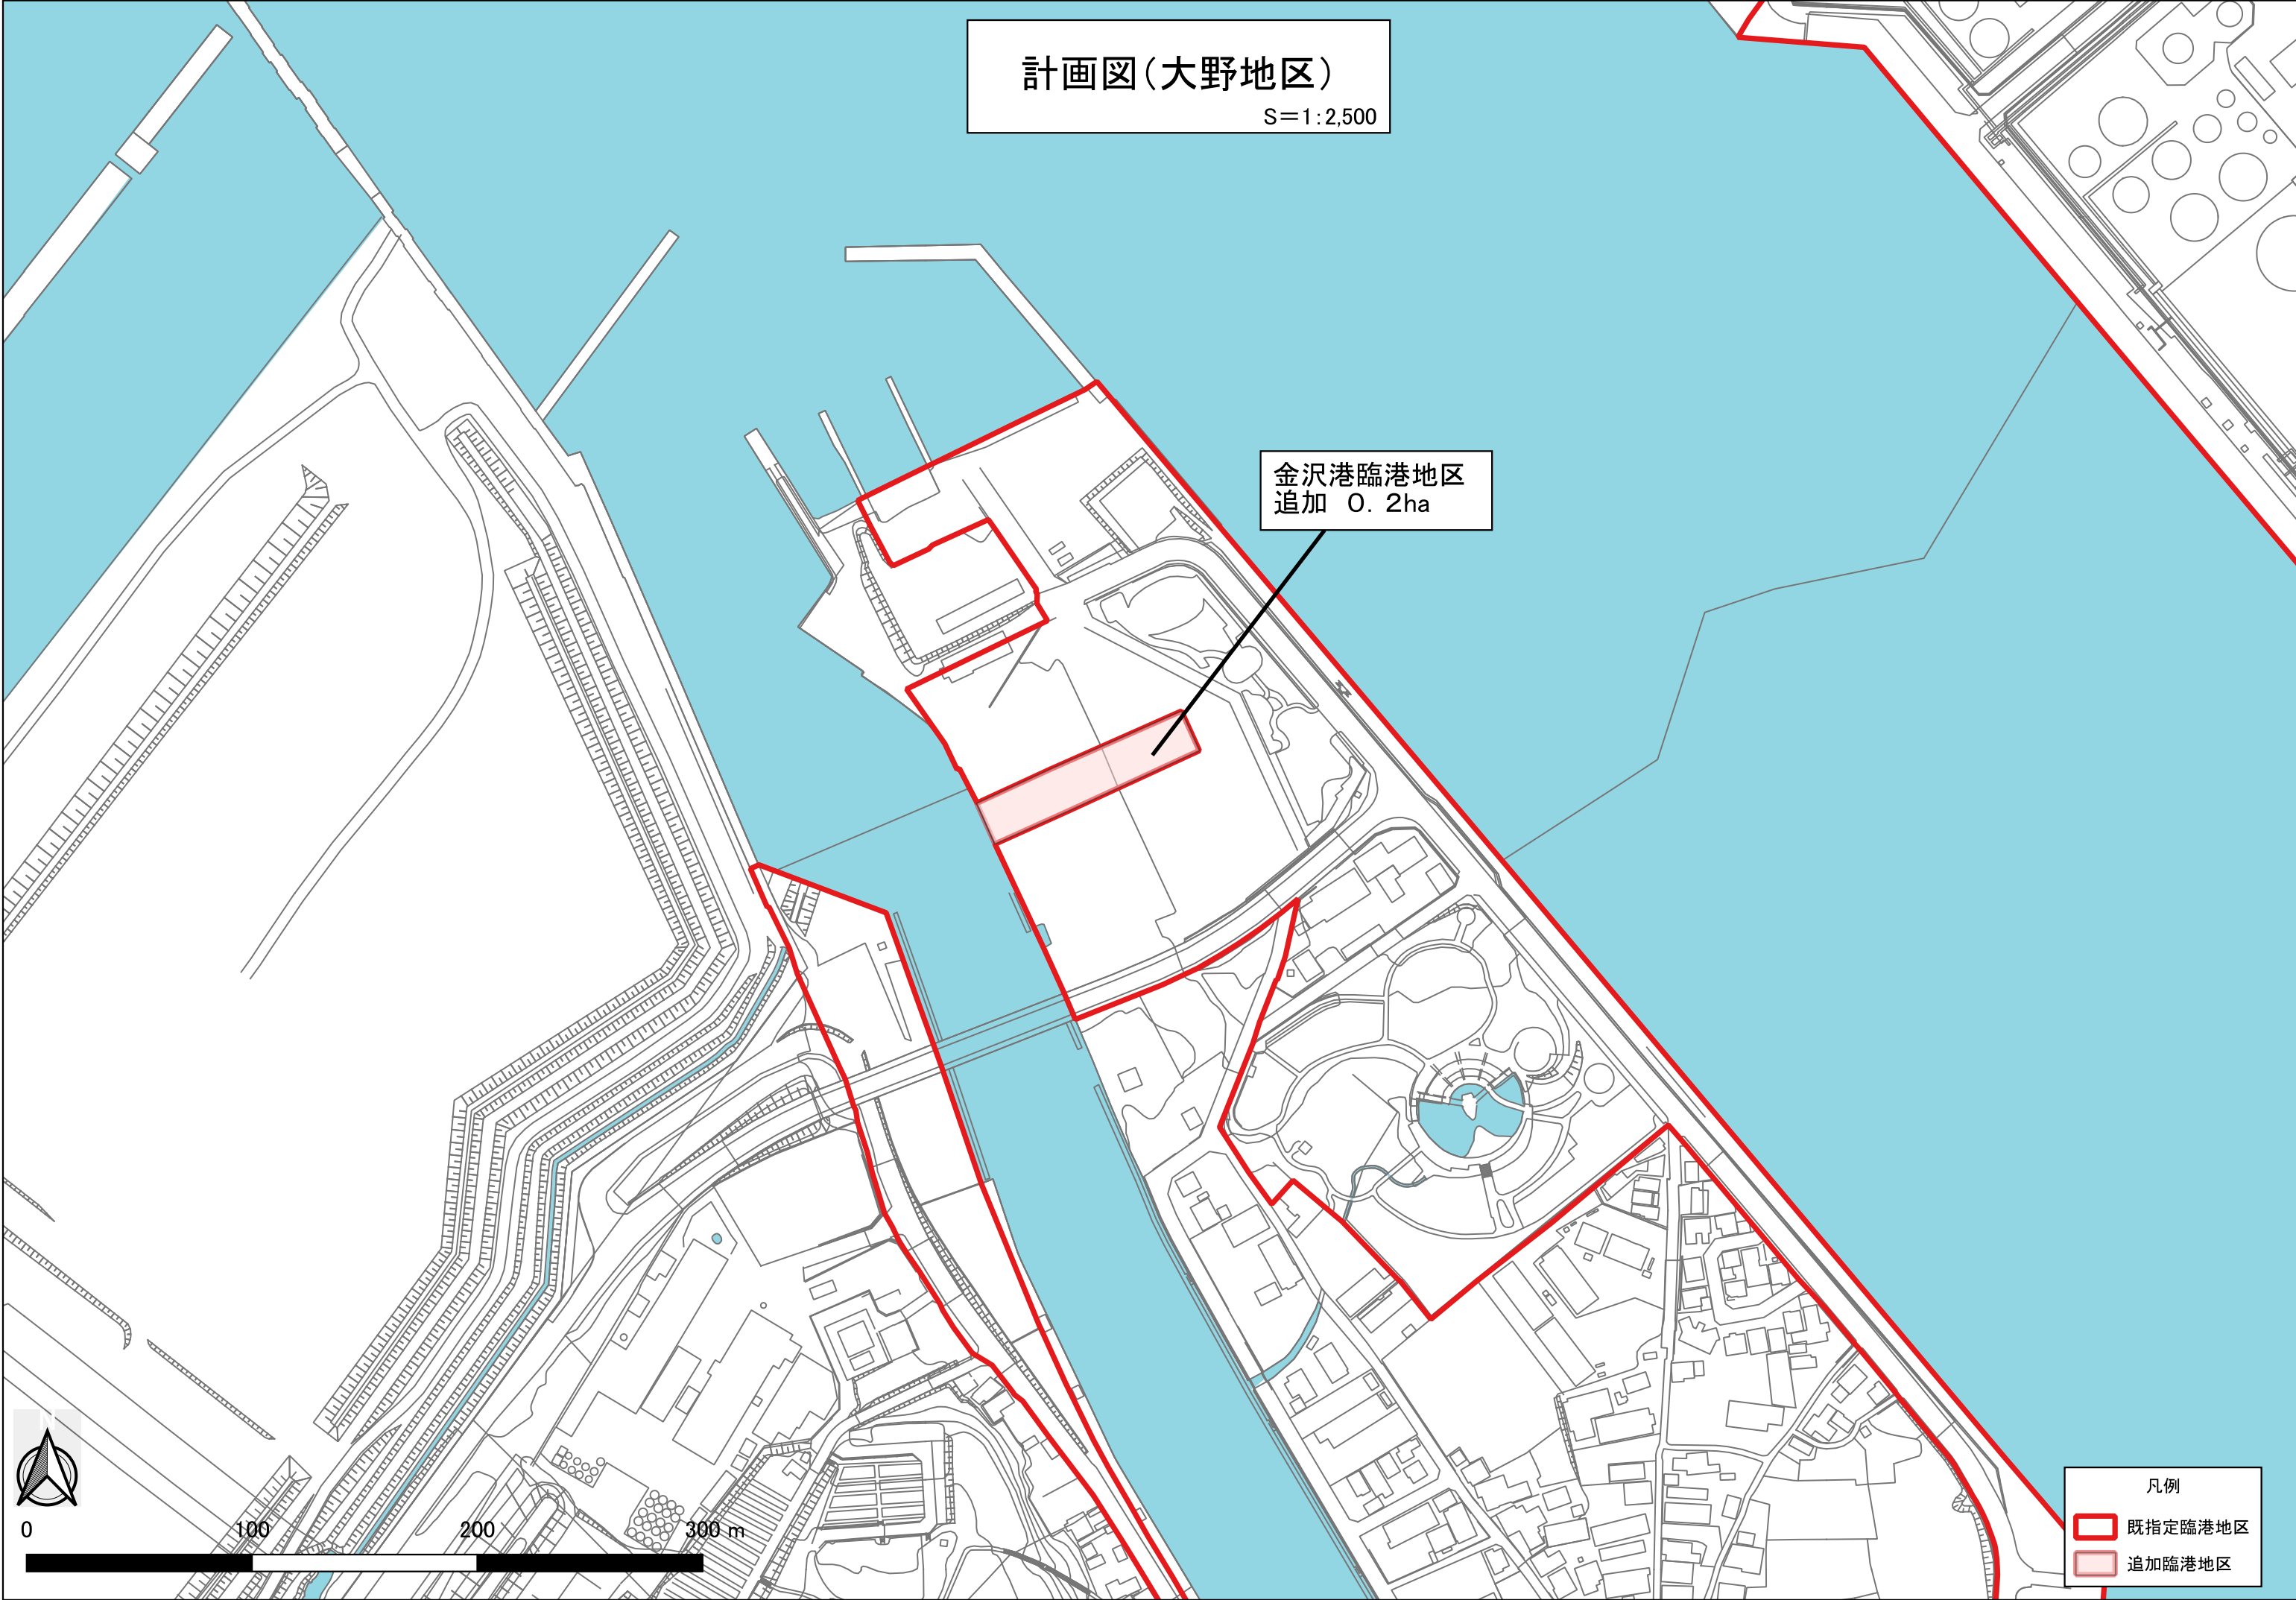 計画図(大野地区)
S=1:2,500
金沢港臨港地区
追加 0.2ha
N
0 100 200 300 m
凡例
既指定臨港地区
追加臨港地区